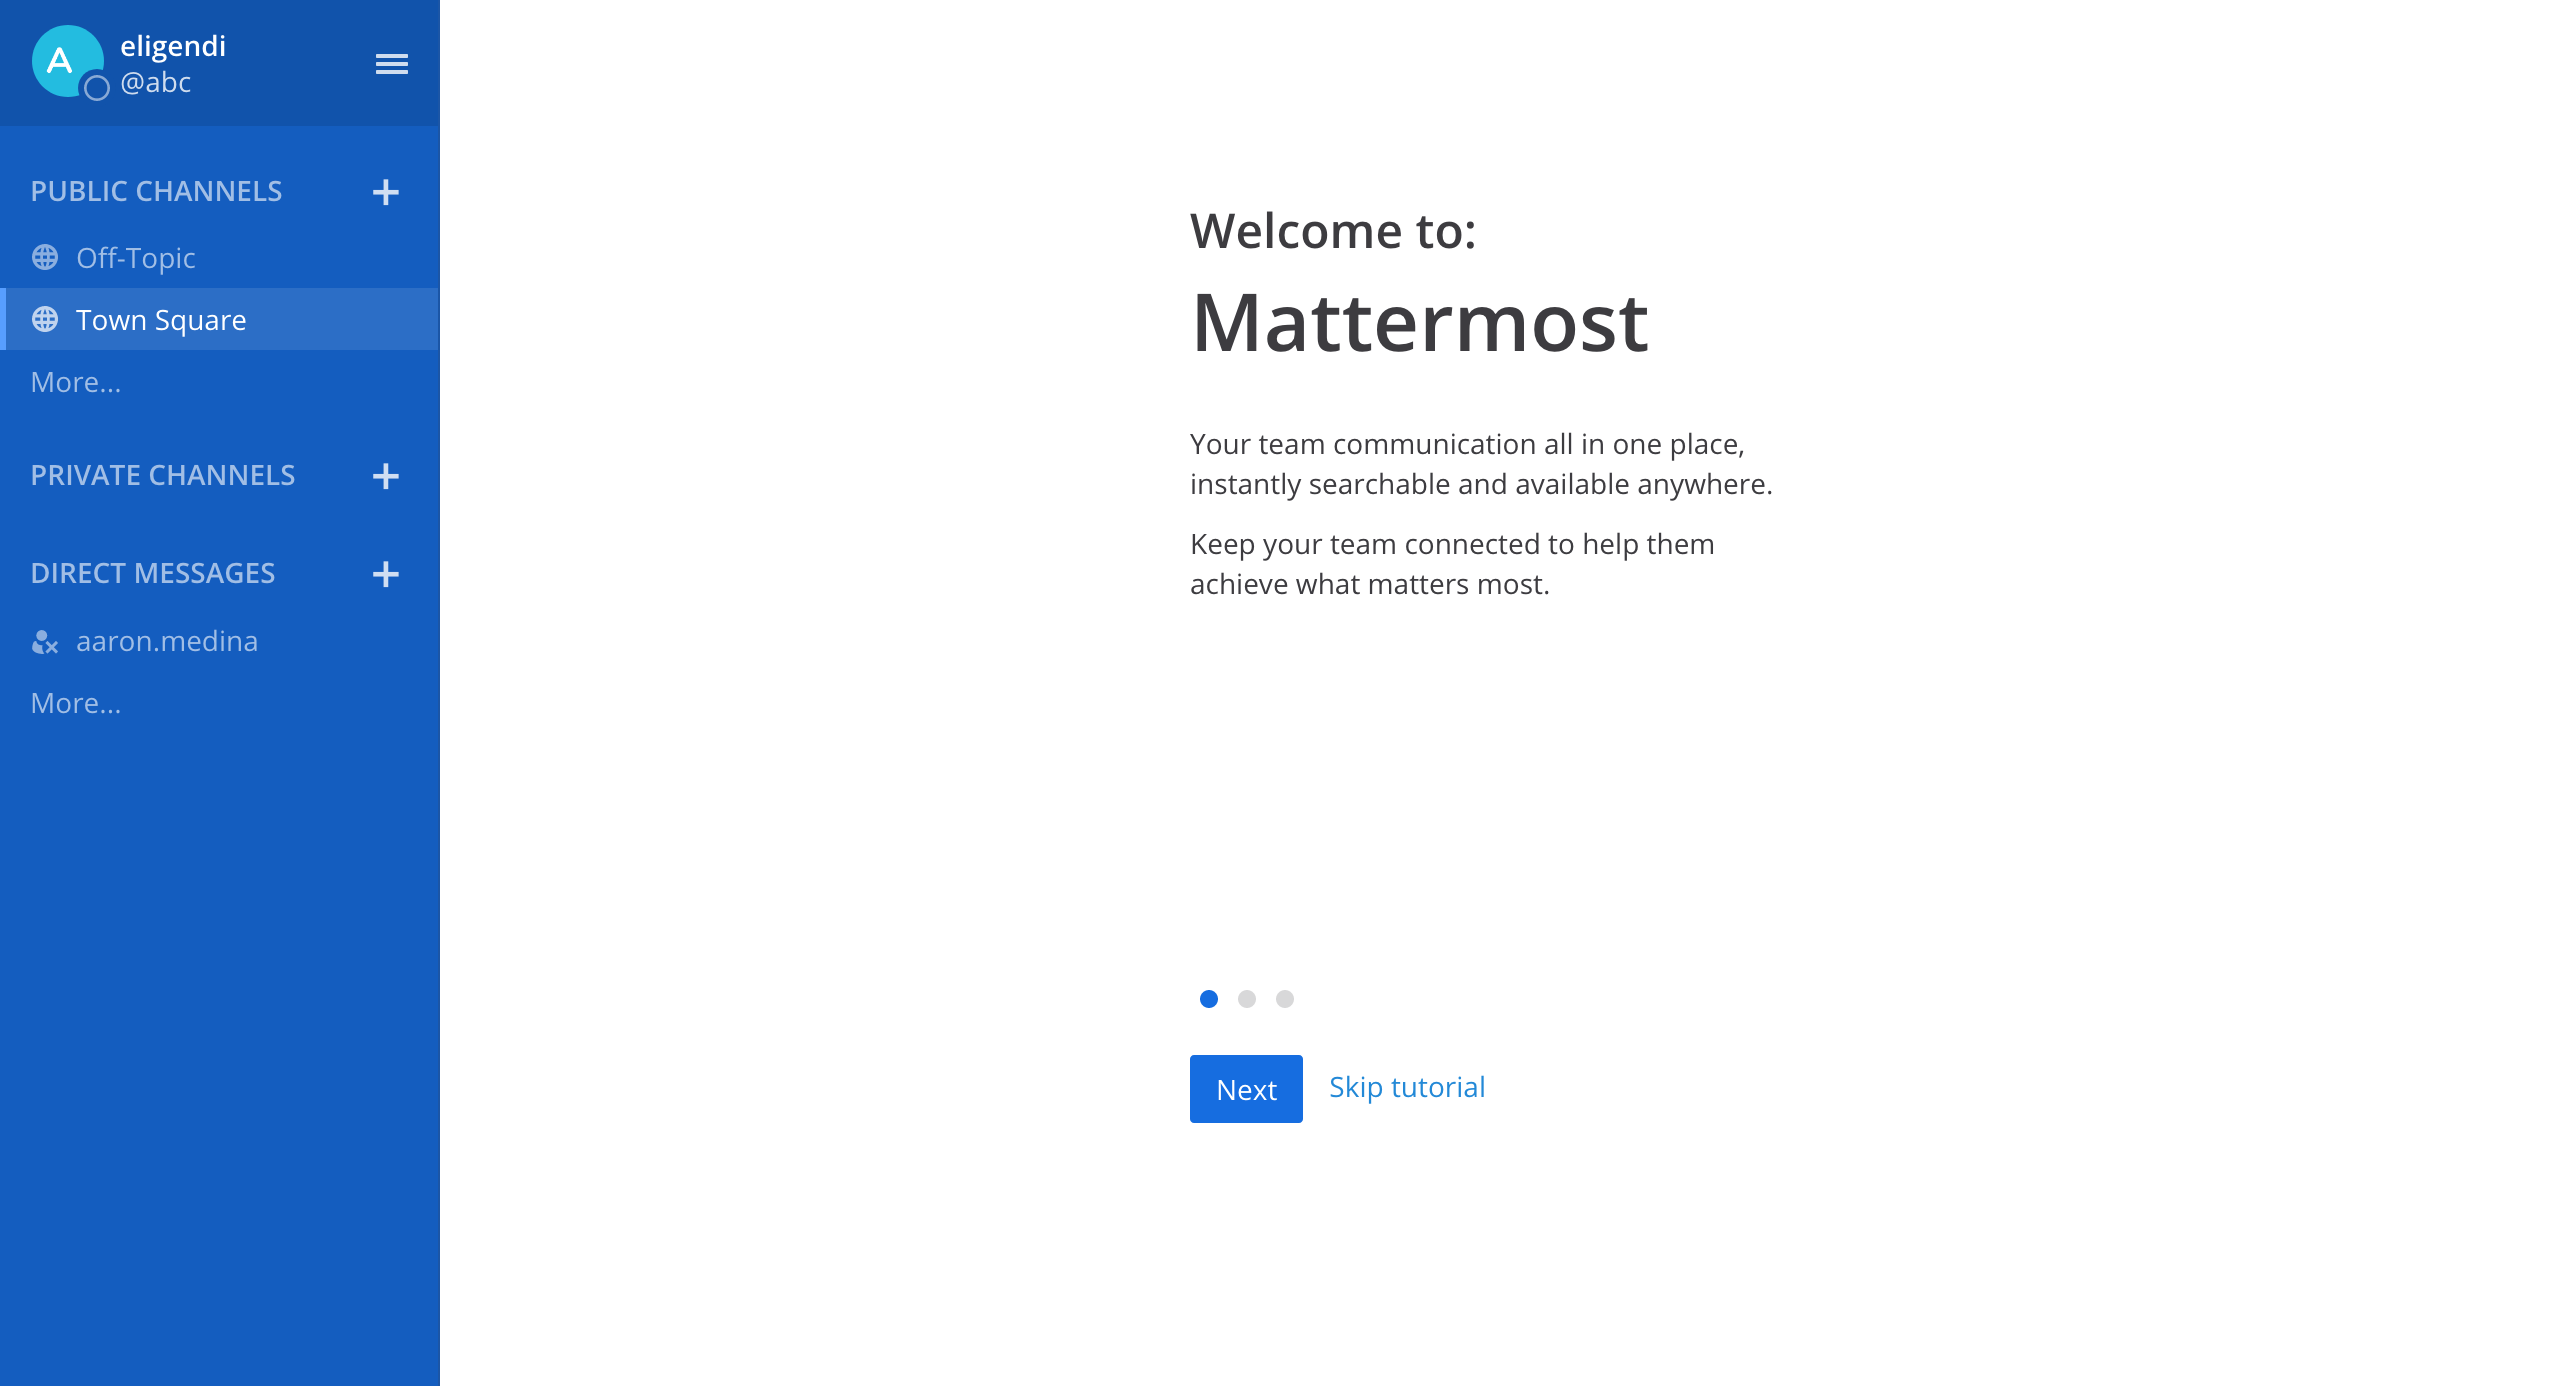 A
eligendi
@abc
PUBLIC CHANNELS
Off-Topic
Town Square
More...
PRIVATE CHANNELS
DIRECT MESSAGES
aaron.medina
More...
Welcome to:
Mattermost
Your team communication all in one place,
instantly searchable and available anywhere.
Keep your team connected to help them
achieve what matters most.
Next
Skip tutorial